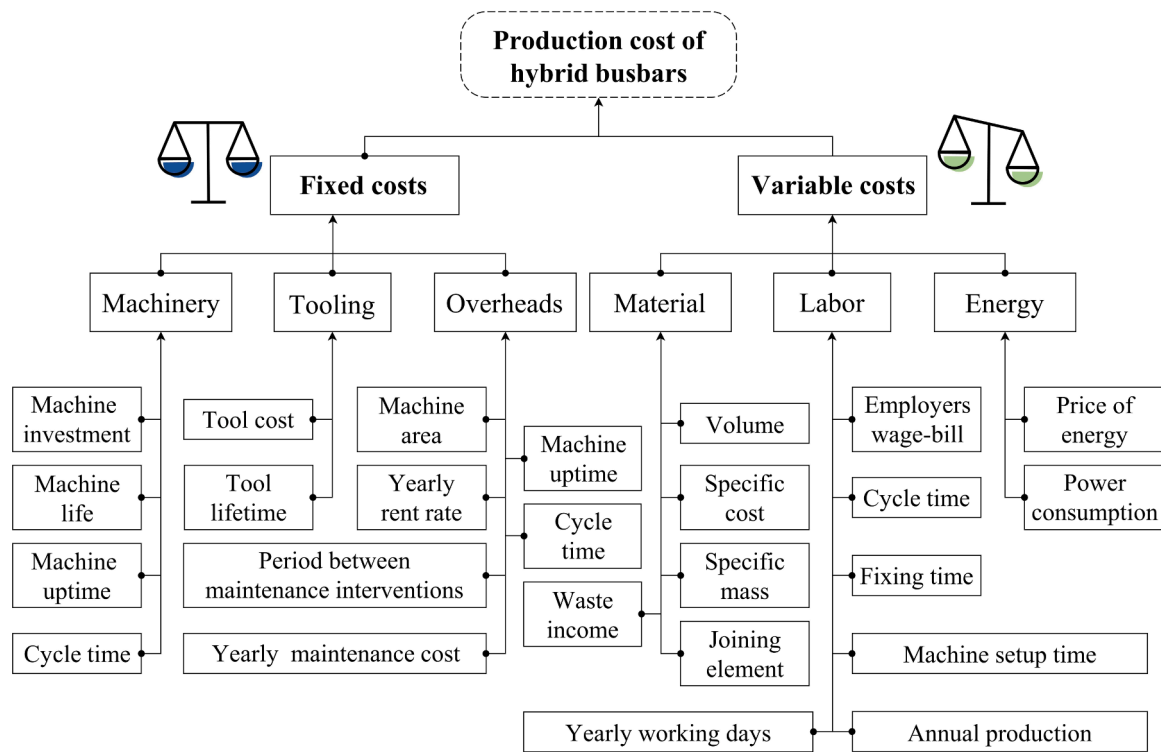 Production cost of
hybrid busbars
Fixed costs
Variable costs
Machinery
Tooling
Overheads
Material
Labor
Energy
Machine
investment
Machine
life
Machine
uptime
Cycle time
Tool cost
Tool
lifetime
Machine
area
Yearly
rent rate
Period between
maintenance interventions
Yearly maintenance cost
Machine
uptime
Cycle
time
Waste
income
Volume
Specific
cost
Specific
mass
Joining
element
Employers
wage-bill
Cycle time
Fixing time
Machine setup time
Yearly working days
Annual production
Price of
energy
Power
consumption